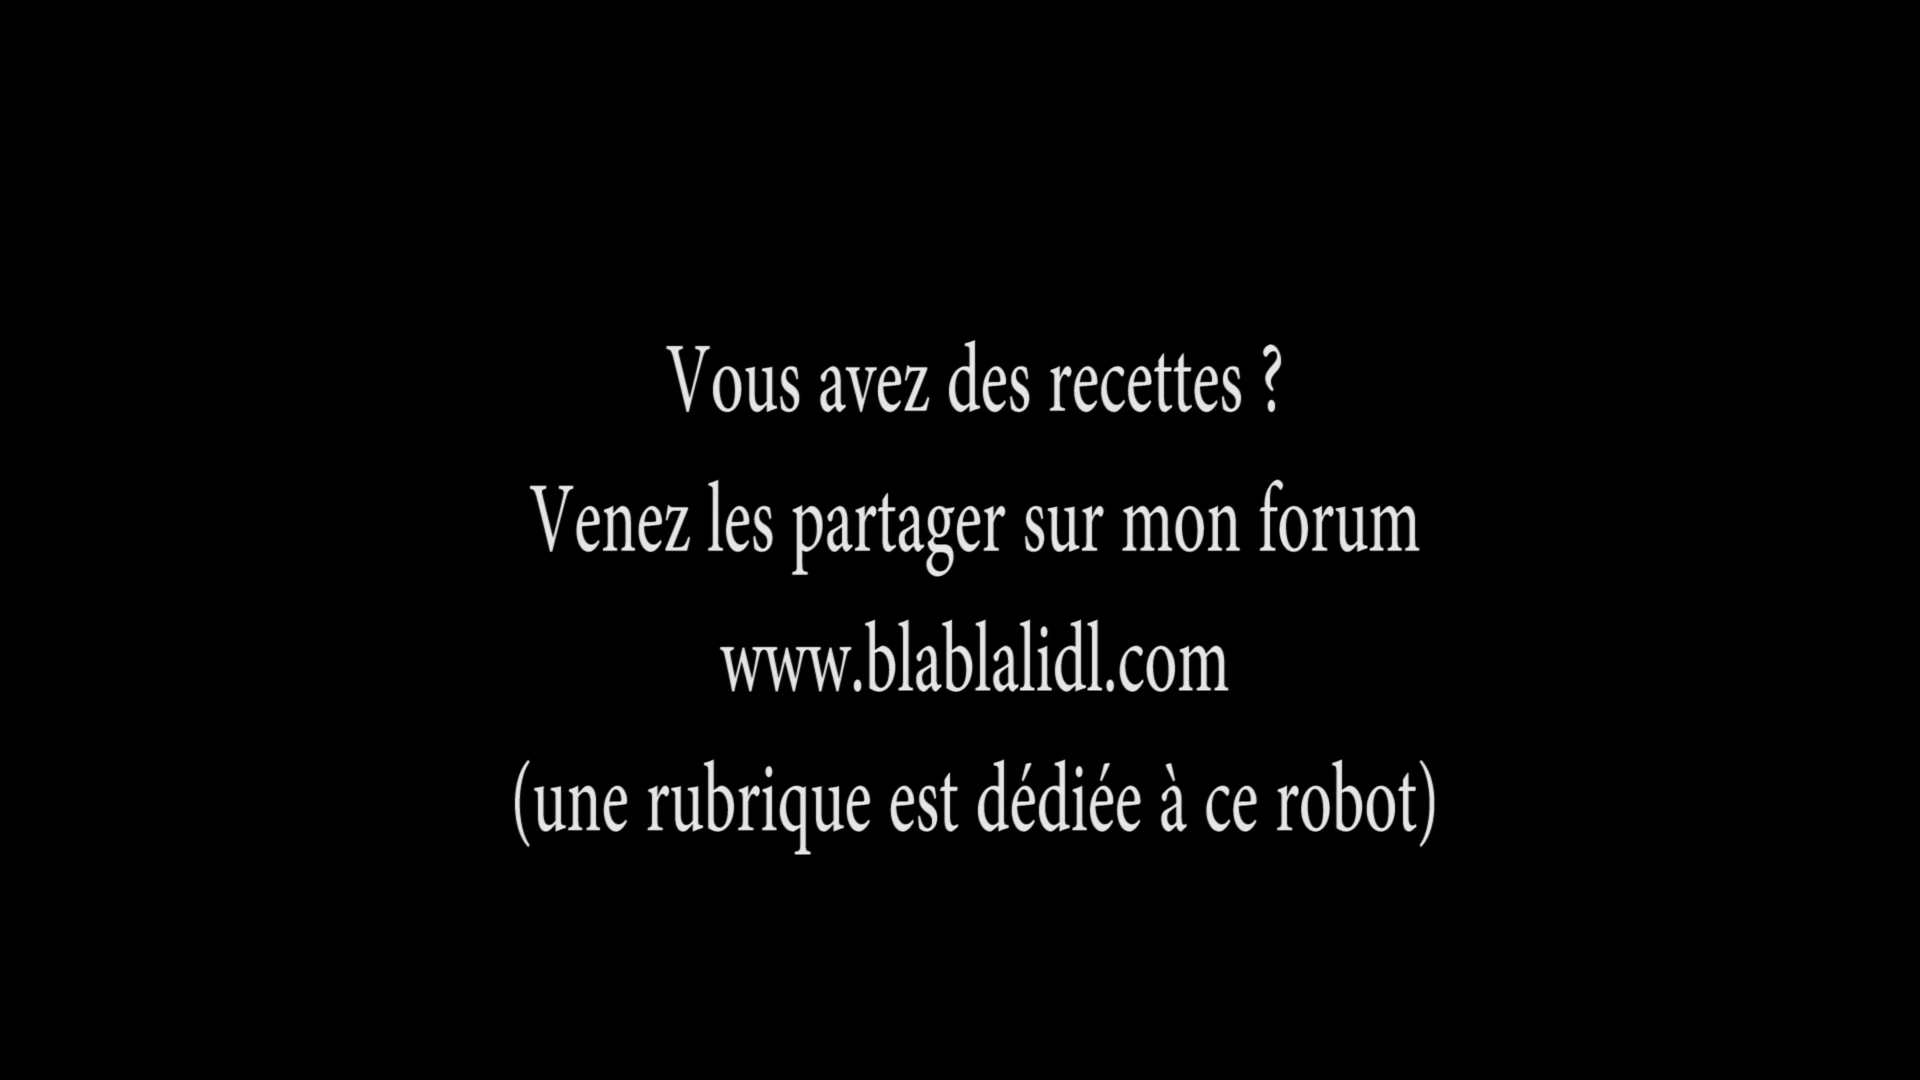 Vous avez des recettes ?
Venez les partager sur mon forum
www.blablalidl.com
(une rubrique est dédiée à ce robot)